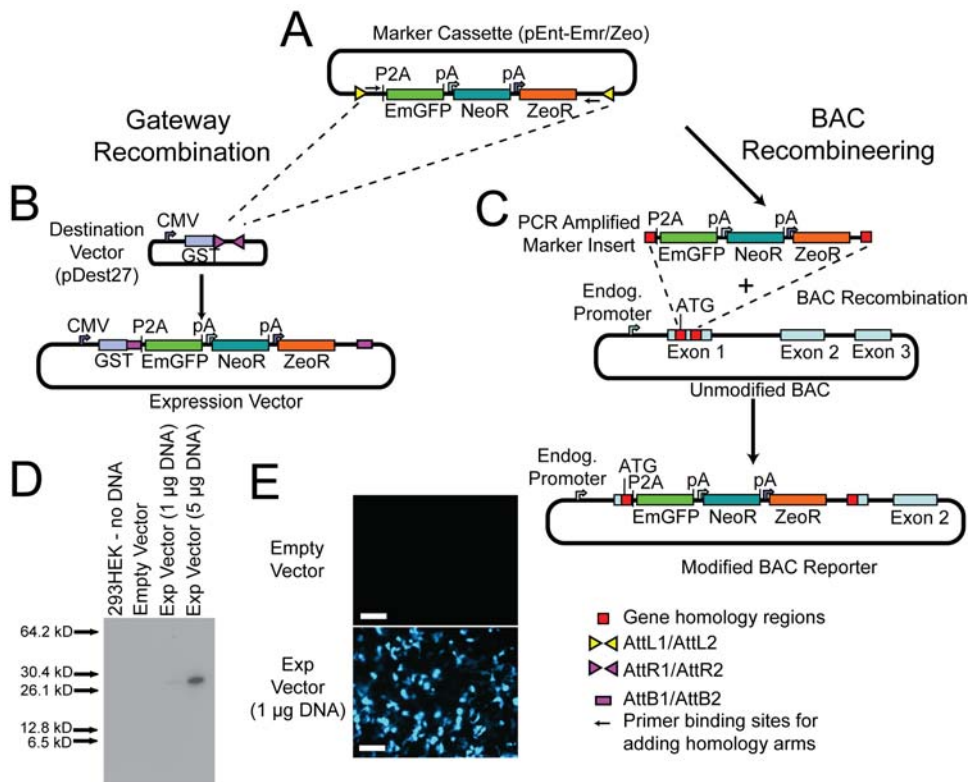 A
Marker Cassette (pEnt-Emr/Zeo)
P2A
pA
pA
EmGFP
NeoR
ZeoR
Gateway
Recombination
BAC
Recombineering
B
Destination
Vector
(pDest27)
CMV
GST
CMV
P2A
pA
pA
GST
EmGFP
NeoR
ZeoR
Expression Vector
C
PCR Amplified
Marker Insert
P2A
pA
pA
EmGFP
NeoR
ZeoR
+
Endog.
Promoter
ATG
BAC Recombination
Exon 1
Exon 2
Exon 3
Unmodified BAC
Endog.
Promoter
ATG
P2A
pA
pA
EmGFP
NeoR
ZeoR
Exon 2
Modified BAC Reporter
D
293HEK - no DNA
Empty Vector
Exp Vector (1 µg DNA)
Exp Vector (5 µg DNA)
64.2 kD
30.4 kD
26.1 kD
12.8 kD
6.5 kD
E
Empty
Vector
Exp
Vector
(1 µg DNA)
Gene homology regions
AttL1/AttL2
AttR1/AttR2
AttB1/AttB2
Primer binding sites for
adding homology arms